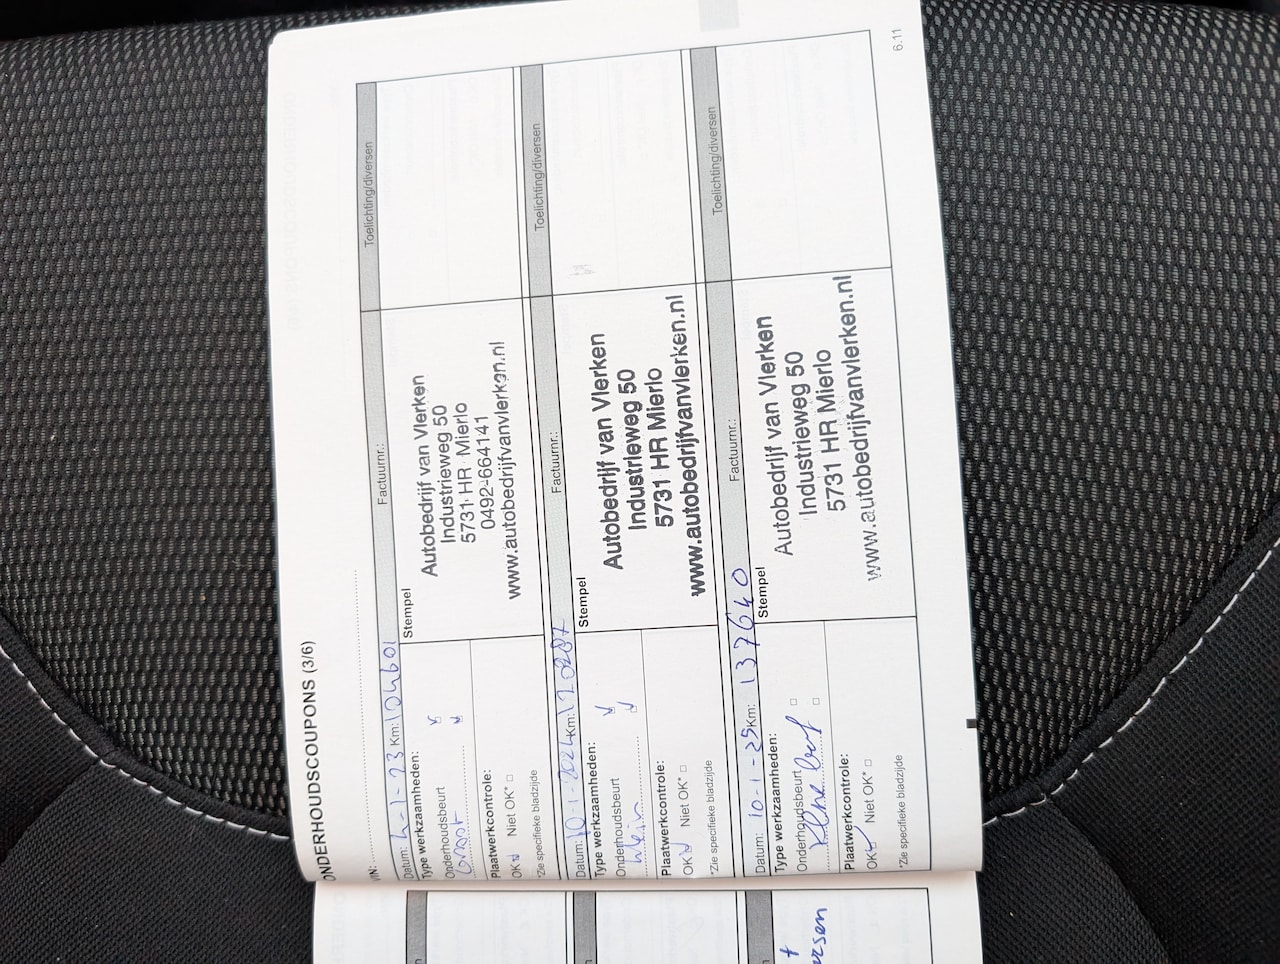 ONDERHOUDSCOUPONS (3/6)
VIN:
Datum: 4-1-23 Km: 104601 Factuurnr.: Toelichting/diversen
Type werkzaamheden:
Stempel
Onderhoudsbeurt
Groot
Plaatwerkcontrole:
OK Niet OK*
*Zie specifieke bladzijde
Autobedrijf van Vlerken
Industrieweg 50
5731 HR Mierlo
0492-664141
www.autobedrijfvanvlerken.nl
Datum: 10-1-2024 Km: 120287 Factuurnr.: Toelichting/diversen
Type werkzaamheden:
Stempel
Onderhoudsbeurt
klein
Plaatwerkcontrole:
OK Niet OK*
*Zie specifieke bladzijde
Autobedrijf van Vlerken
Industrieweg 50
5731 HR Mierlo
www.autobedrijfvanvlerken.nl
Datum: 10-1-25 Km: 137640 Factuurnr.: Toelichting/diversen
Type werkzaamheden:
Stempel
Onderhoudsbeurt
Kleine beurt
Plaatwerkcontrole:
OK Niet OK*
*Zie specifieke bladzijde
Autobedrijf van Vlerken
Industrieweg 50
5731 HR Mierlo
www.autobedrijfvanvlerken.nl
6.11